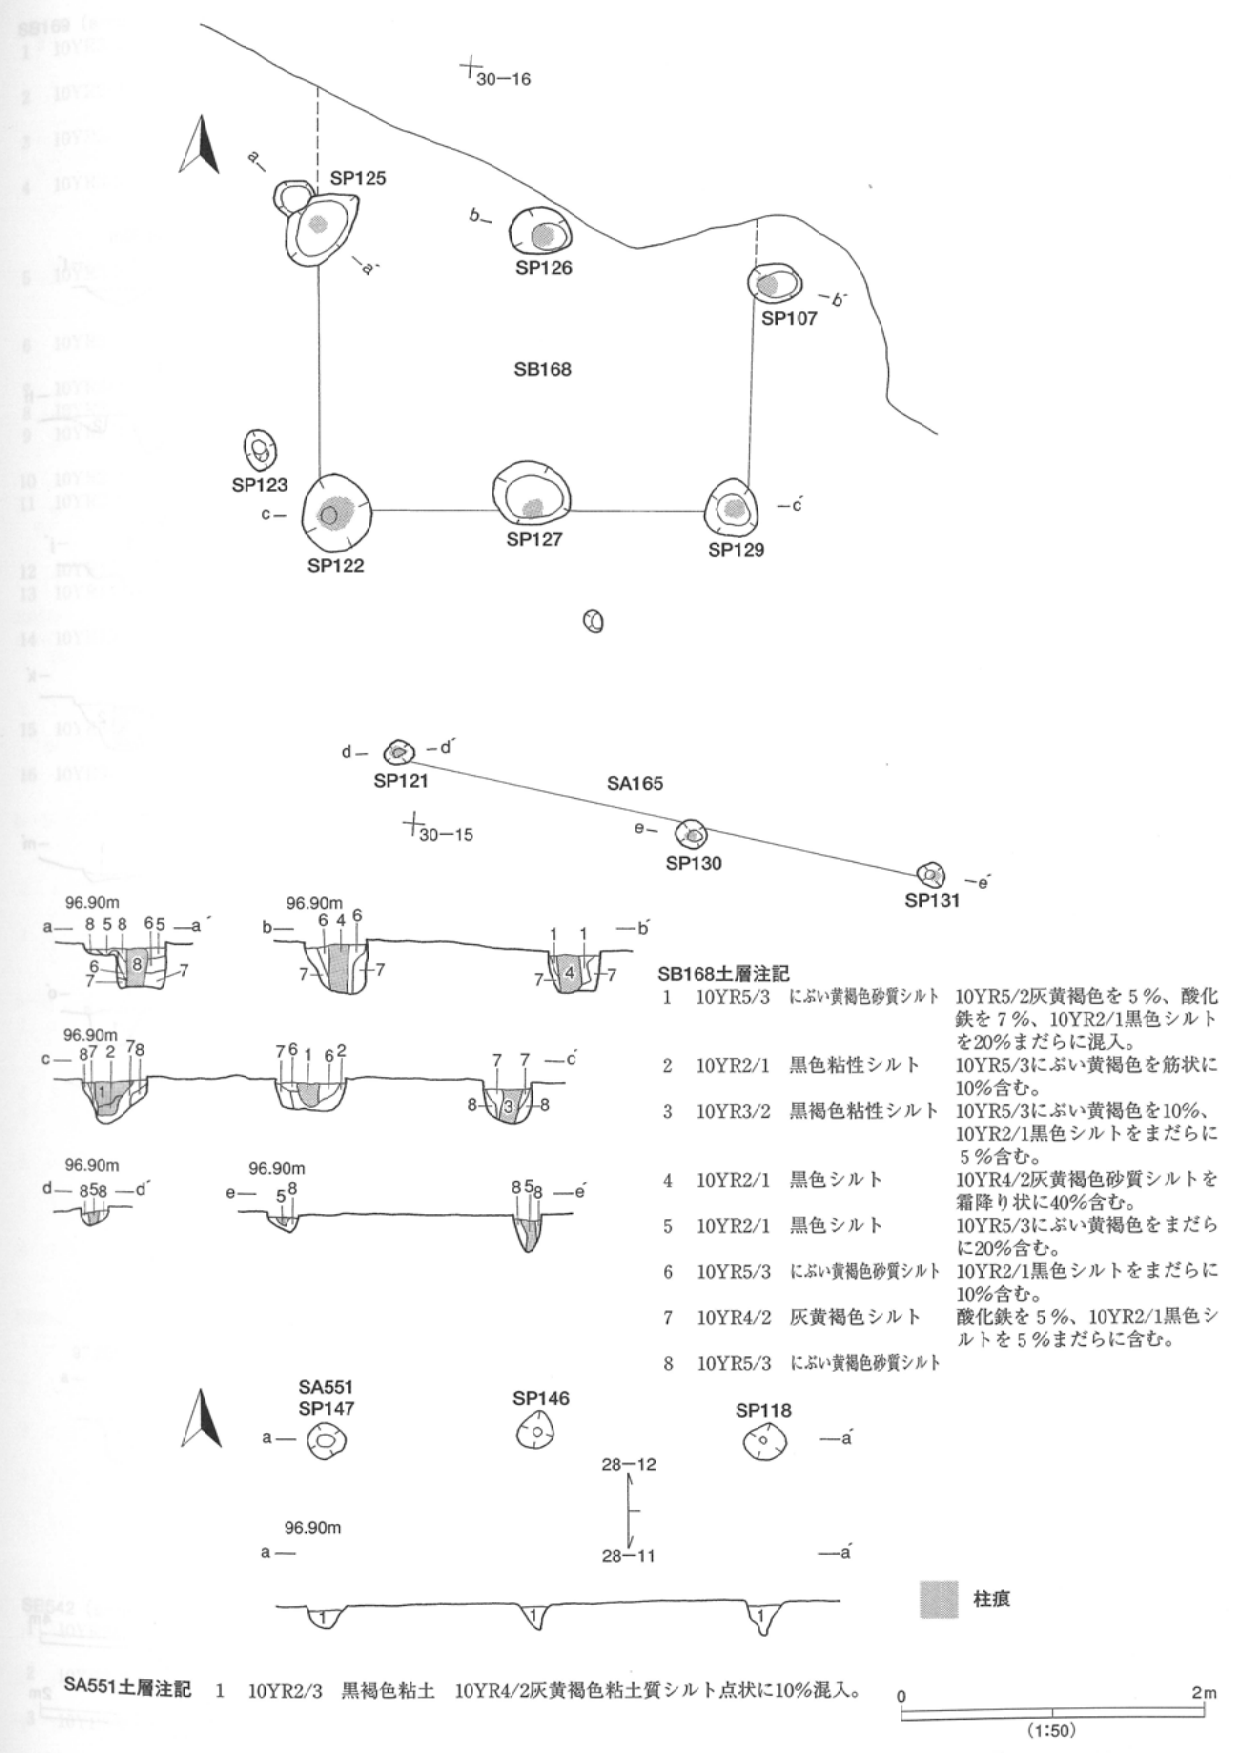 30−16
a
SP125
b
a´
SP126
b´
SP107
SB168
SP123
c
c´
SP122
SP127
SP129
d
d´
SP121
SA165
30−15
e
SP130
SP131
e´
96.90m
a 8 5 8 6 5 a´
8
6
7
7
96.90m
b 6 4 6
7
7
1 1 b´
4
7
7
96.90m
c 8 7 2 7 8
1
7 6 1 6 2
7 7 c´
8 3 8
96.90m
d 8 5 8 d´
96.90m
e 5 8
8 5 8 e´
SB168土層注記
1 10YR5/3 にぶい黄褐色砂質シルト 10YR5/2灰黄褐色を5%、酸化
鉄を7%、10YR2/1黒色シルト
を20%まだらに混入。
2 10YR2/1 黒色粘性シルト 10YR5/3にぶい黄褐色を筋状に
10%含む。
3 10YR3/2 黒褐色粘性シルト 10YR5/3にぶい黄褐色を10%、
10YR2/1黒色シルトをまだらに
5%含む。
4 10YR2/1 黒色シルト 10YR4/2灰黄褐色砂質シルトを
霜降り状に40%含む。
5 10YR2/1 黒色シルト 10YR5/3にぶい黄褐色をまだら
に20%含む。
6 10YR5/3 にぶい黄褐色砂質シルト 10YR2/1黒色シルトをまだらに
10%含む。
7 10YR4/2 灰黄褐色シルト 酸化鉄を5%、10YR2/1黒色シ
ルトを5%まだらに含む。
8 10YR5/3 にぶい黄褐色砂質シルト
SA551
SP147
SP146
SP118
a
a´
28−12
28−11
96.90m
a
a´
1
1
1
柱痕
SA551土層注記 1 10YR2/3 黒褐色粘土 10YR4/2灰黄褐色粘土質シルト点状に10%混入。
0 2m
(1:50)